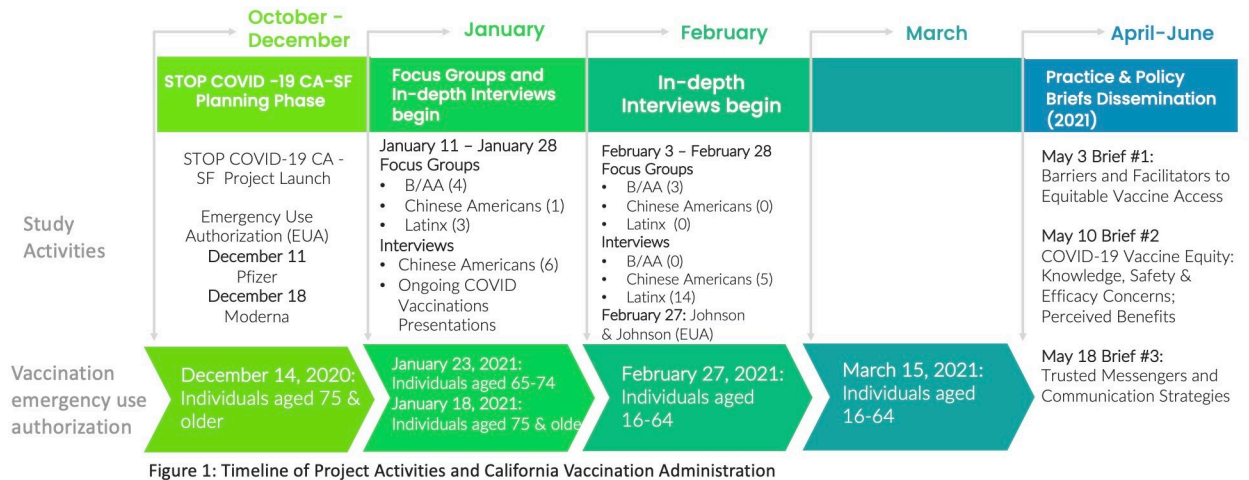 October -
December
January
February
March
April-June
STOP COVID -19 CA-SF
Planning Phase
Focus Groups and
In-depth Interviews
begin
In-depth
Interviews begin
Practice & Policy
Briefs Dissemination
(2021)
Study
Activities
STOP COVID-19 CA -
SF Project Launch
Emergency Use
Authorization (EUA)
December 11
Pfizer
December 18
Moderna
January 11 – January 28
Focus Groups
• B/AA (4)
• Chinese Americans (1)
• Latinx (3)
Interviews
• Chinese Americans (6)
• Ongoing COVID
Vaccinations
Presentations
February 3 – February 28
Focus Groups
• B/AA (3)
• Chinese Americans (0)
• Latinx (0)
Interviews
• B/AA (0)
• Chinese Americans (5)
• Latinx (14)
February 27: Johnson
& Johnson (EUA)
May 3 Brief #1:
Barriers and Facilitators to
Equitable Vaccine Access
May 10 Brief #2
COVID-19 Vaccine Equity:
Knowledge, Safety &
Efficacy Concerns;
Perceived Benefits
May 18 Brief #3:
Trusted Messengers and
Communication Strategies
Vaccination
emergency use
authorization
December 14, 2020:
Individuals aged 75 &
older
January 23, 2021:
Individuals aged 65-74
January 18, 2021:
Individuals aged 75 & olde
February 27, 2021:
Individuals aged
16-64
March 15, 2021:
Individuals aged
16-64
Figure 1: Timeline of Project Activities and California Vaccination Administration